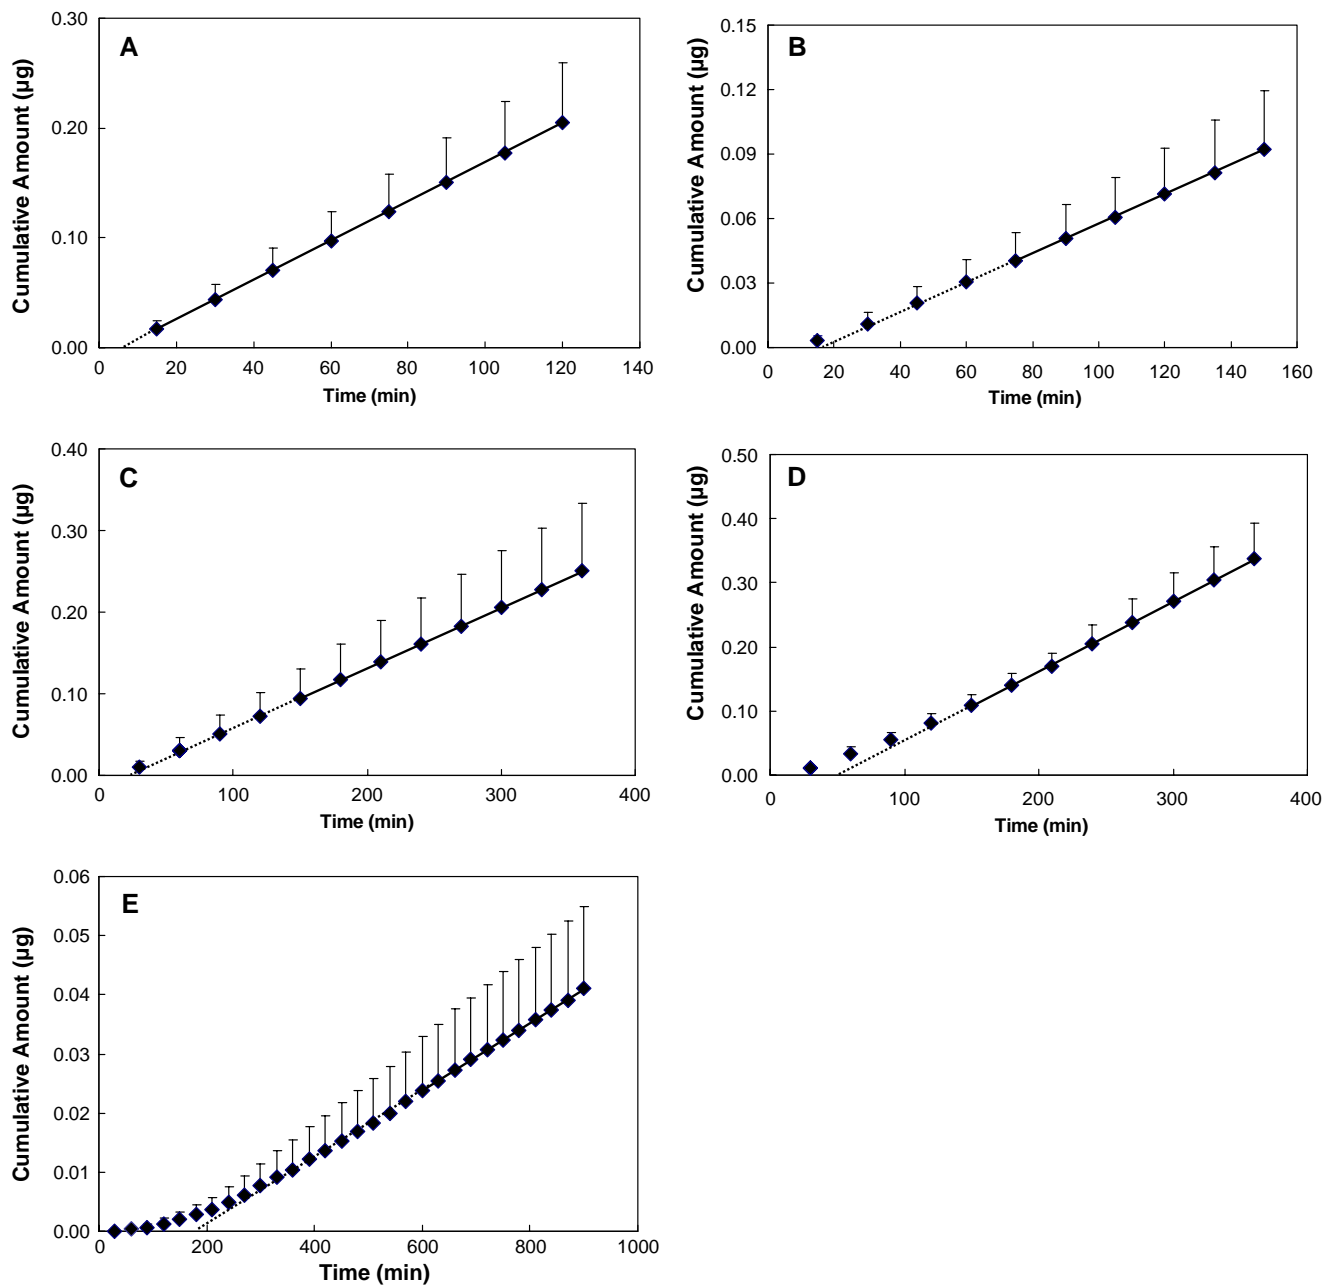 A
Cumulative Amount (µg)
0.30
0.20
0.10
0.00
0 20 40 60 80 100 120 140
Time (min)
B
Cumulative Amount (µg)
0.15
0.12
0.09
0.06
0.03
0.00
0 20 40 60 80 100 120 140 160
Time (min)
C
Cumulative Amount (µg)
0.40
0.30
0.20
0.10
0.00
0 100 200 300 400
Time (min)
D
Cumulative Amount (µg)
0.50
0.40
0.30
0.20
0.10
0.00
0 100 200 300 400
Time (min)
E
Cumulative Amount (µg)
0.06
0.05
0.04
0.03
0.02
0.01
0.00
0 200 400 600 800 1000
Time (min)